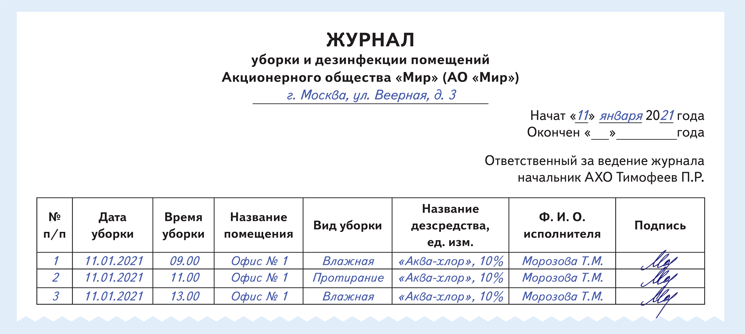 ЖУРНАЛ
уборки и дезинфекции помещений
Акционерного общества «Мир» (АО «Мир»)
г. Москва, ул. Веерная, д. 3
Начат «11» января 2021 года
Окончен «__»________года
Ответственный за ведение журнала
начальник АХО Тимофеев П.Р.
№ п/п Дата уборки Время уборки Название помещения Вид уборки Название дезсредства, ед. изм. Ф. И. О. исполнителя Подпись
1 11.01.2021 09.00 Офис № 1 Влажная «Аква-хлор», 10% Морозова Т.М.
2 11.01.2021 11.00 Офис № 1 Протирание «Аква-хлор», 10% Морозова Т.М.
3 11.01.2021 13.00 Офис № 1 Влажная «Аква-хлор», 10% Морозова Т.М.